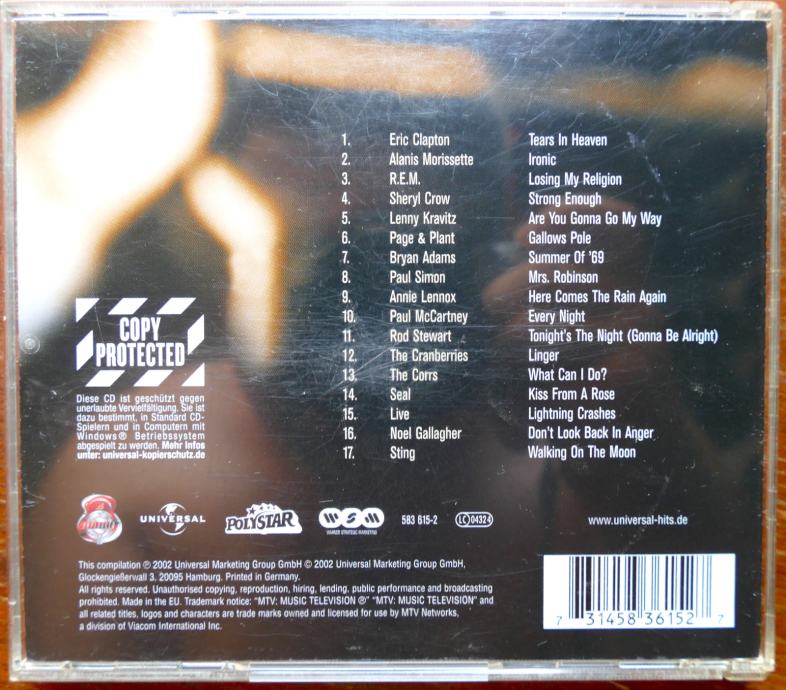 1. Eric Clapton Tears In Heaven
2. Alanis Morissette Ironic
3. R.E.M. Losing My Religion
4. Sheryl Crow Strong Enough
5. Lenny Kravitz Are You Gonna Go My Way
6. Page & Plant Gallows Pole
7. Bryan Adams Summer Of '69
8. Paul Simon Mrs. Robinson
9. Annie Lennox Here Comes The Rain Again
10. Paul McCartney Every Night
11. Rod Stewart Tonight's The Night (Gonna Be Alright)
12. The Cranberries Linger
13. The Corrs What Can I Do?
14. Seal Kiss From A Rose
15. Live Lightning Crashes
16. Noel Gallagher Don't Look Back In Anger
17. Sting Walking On The Moon
COPY
PROTECTED
Diese CD ist geschützt gegen
unerlaubte Vervielfältigung. Sie ist
dazu bestimmt, in Standard CD-
Spielern und in Computern mit
Windows® Betriebssystem
abgespielt zu werden. Mehr Infos
unter: universal-kopierschutz.de
UNIVERSAL POLYSTAR WSM 583 615-2 LC 04324 www.universal-hits.de
WARNER STRATEGIC MARKETING
This compilation ℗ 2002 Universal Marketing Group GmbH © 2002 Universal Marketing Group GmbH,
Glockengießerwall 3, 20095 Hamburg. Printed in Germany.
All rights reserved. Unauthorised copying, reproduction, hiring, lending, public performance and broadcasting
prohibited. Made in the EU. Trademark notice: "MTV: MUSIC TELEVISION ®" "MTV: MUSIC TELEVISION" and
all related titles, logos and characters are trade marks owned and licensed for use by MTV Networks,
a division of Viacom International Inc.
7 31458 36152 7